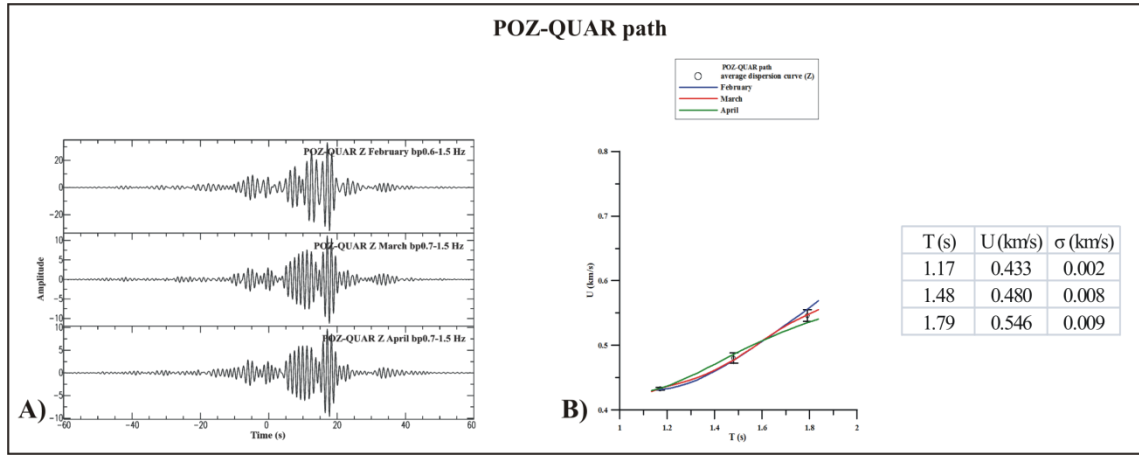 POZ-QUAR path
POZ-QUAR path
average dispersion curve (Z)
February
March
April
POZ-QUAR Z February bp0.6-1.5 Hz
20
0
-20
POZ-QUAR Z March bp0.7-1.5 Hz
10
5
0
-5
-10
POZ-QUAR Z April bp0.7-1.5 Hz
10
5
0
-5
-10
-60
-40
-20
0
20
40
60
Amplitude
Time (s)
A)
0.8
0.7
0.6
0.5
0.4
U (km/s)
1
1.2
1.4
1.6
1.8
2
T (s)
B)
T (s) U (km/s) σ (km/s)
1.17 0.433 0.002
1.48 0.480 0.008
1.79 0.546 0.009